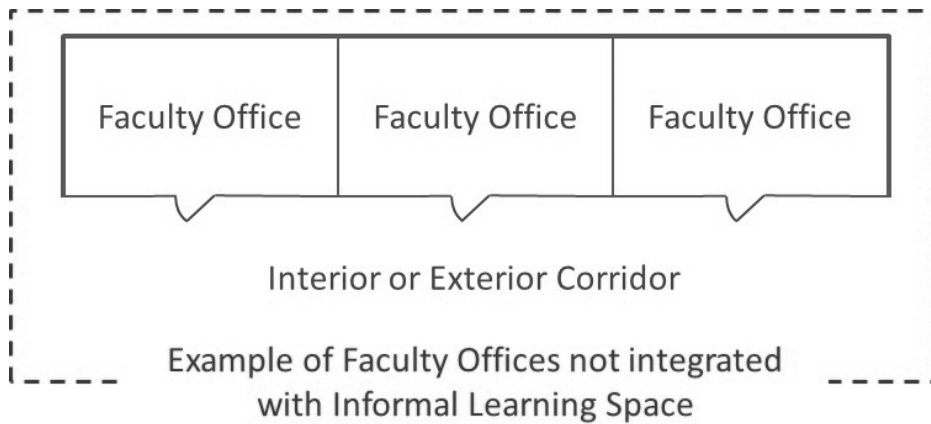 Faculty Office Faculty Office Faculty Office
Interior or Exterior Corridor
Example of Faculty Offices not integrated
with Informal Learning Space